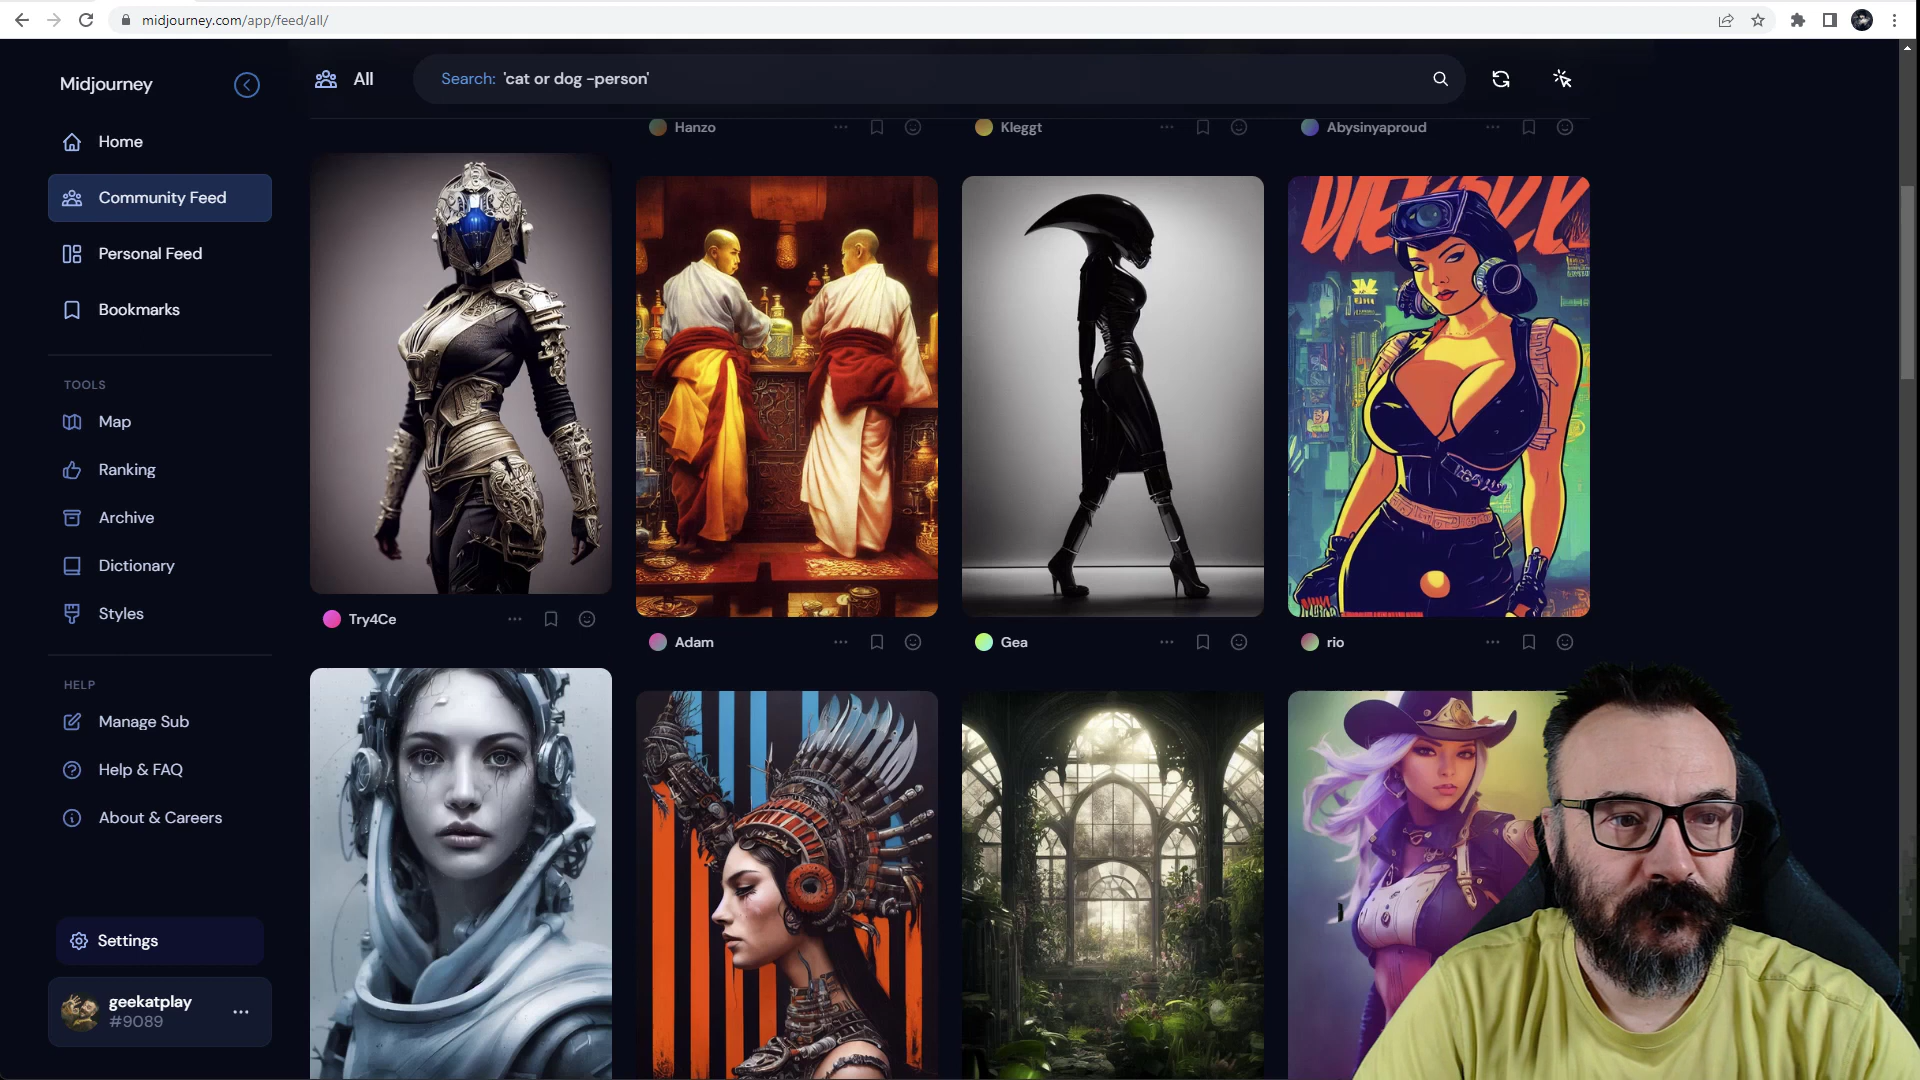 midjourney.com/app/feed/all/
Midjourney
All
Search: 'cat or dog -person'
Home
Community Feed
Personal Feed
Bookmarks
TOOLS
Map
Ranking
Archive
Dictionary
Styles
HELP
Manage Sub
Help & FAQ
About & Careers
Settings
geekatplay
#9089
Hanzo
Kleggt
Abysinyaproud
Try4Ce
Adam
Gea
rio